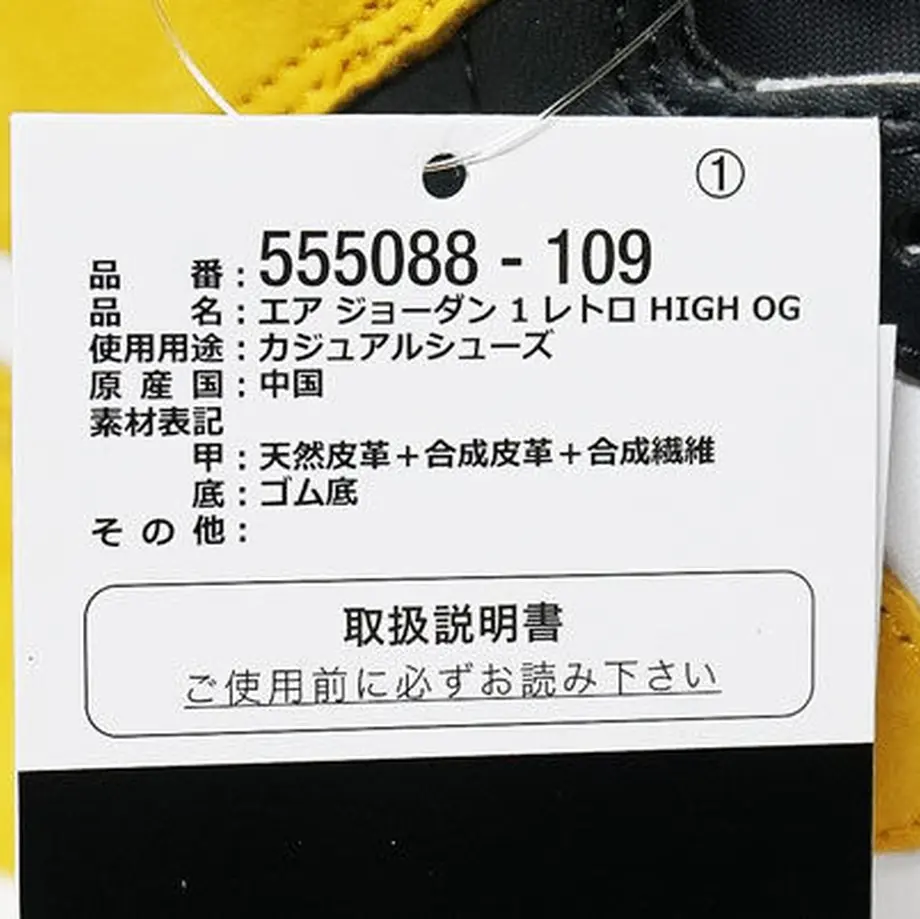 ①
品番：555088 - 109
品名：エア ジョーダン 1 レトロ HIGH OG
使用用途：カジュアルシューズ
原産国：中国
素材表記
甲：天然皮革＋合成皮革＋合成繊維
底：ゴム底
その他：
取扱説明書
ご使用前に必ずお読み下さい